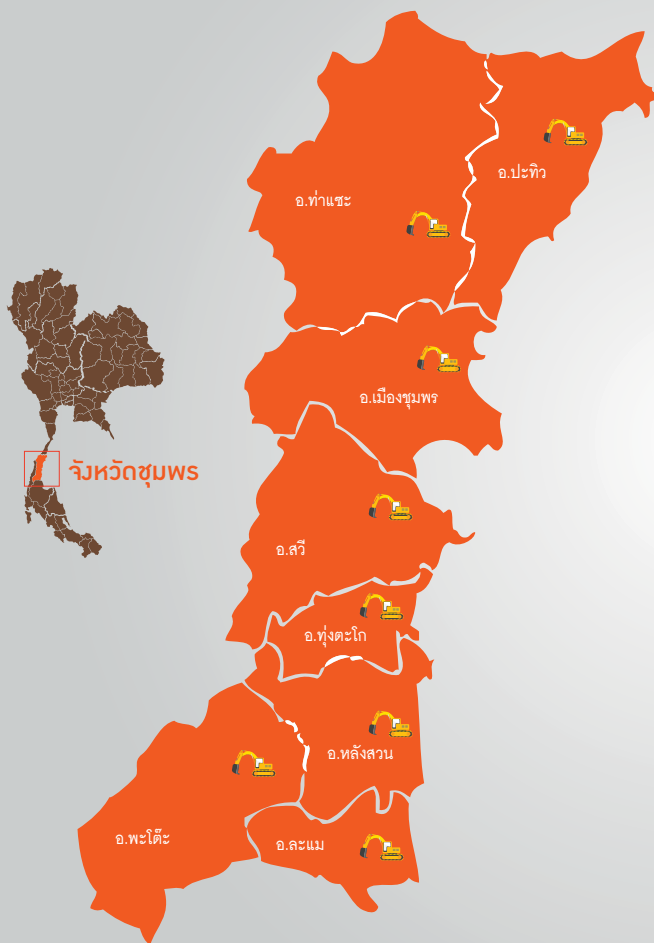 อ.ปะทิว
อ.ท่าแซะ
อ.เมืองชุมพร
จังหวัดชุมพร
อ.สวี
อ.ทุ่งตะโก
อ.หลังสวน
อ.พะโต๊ะ
อ.ละแม